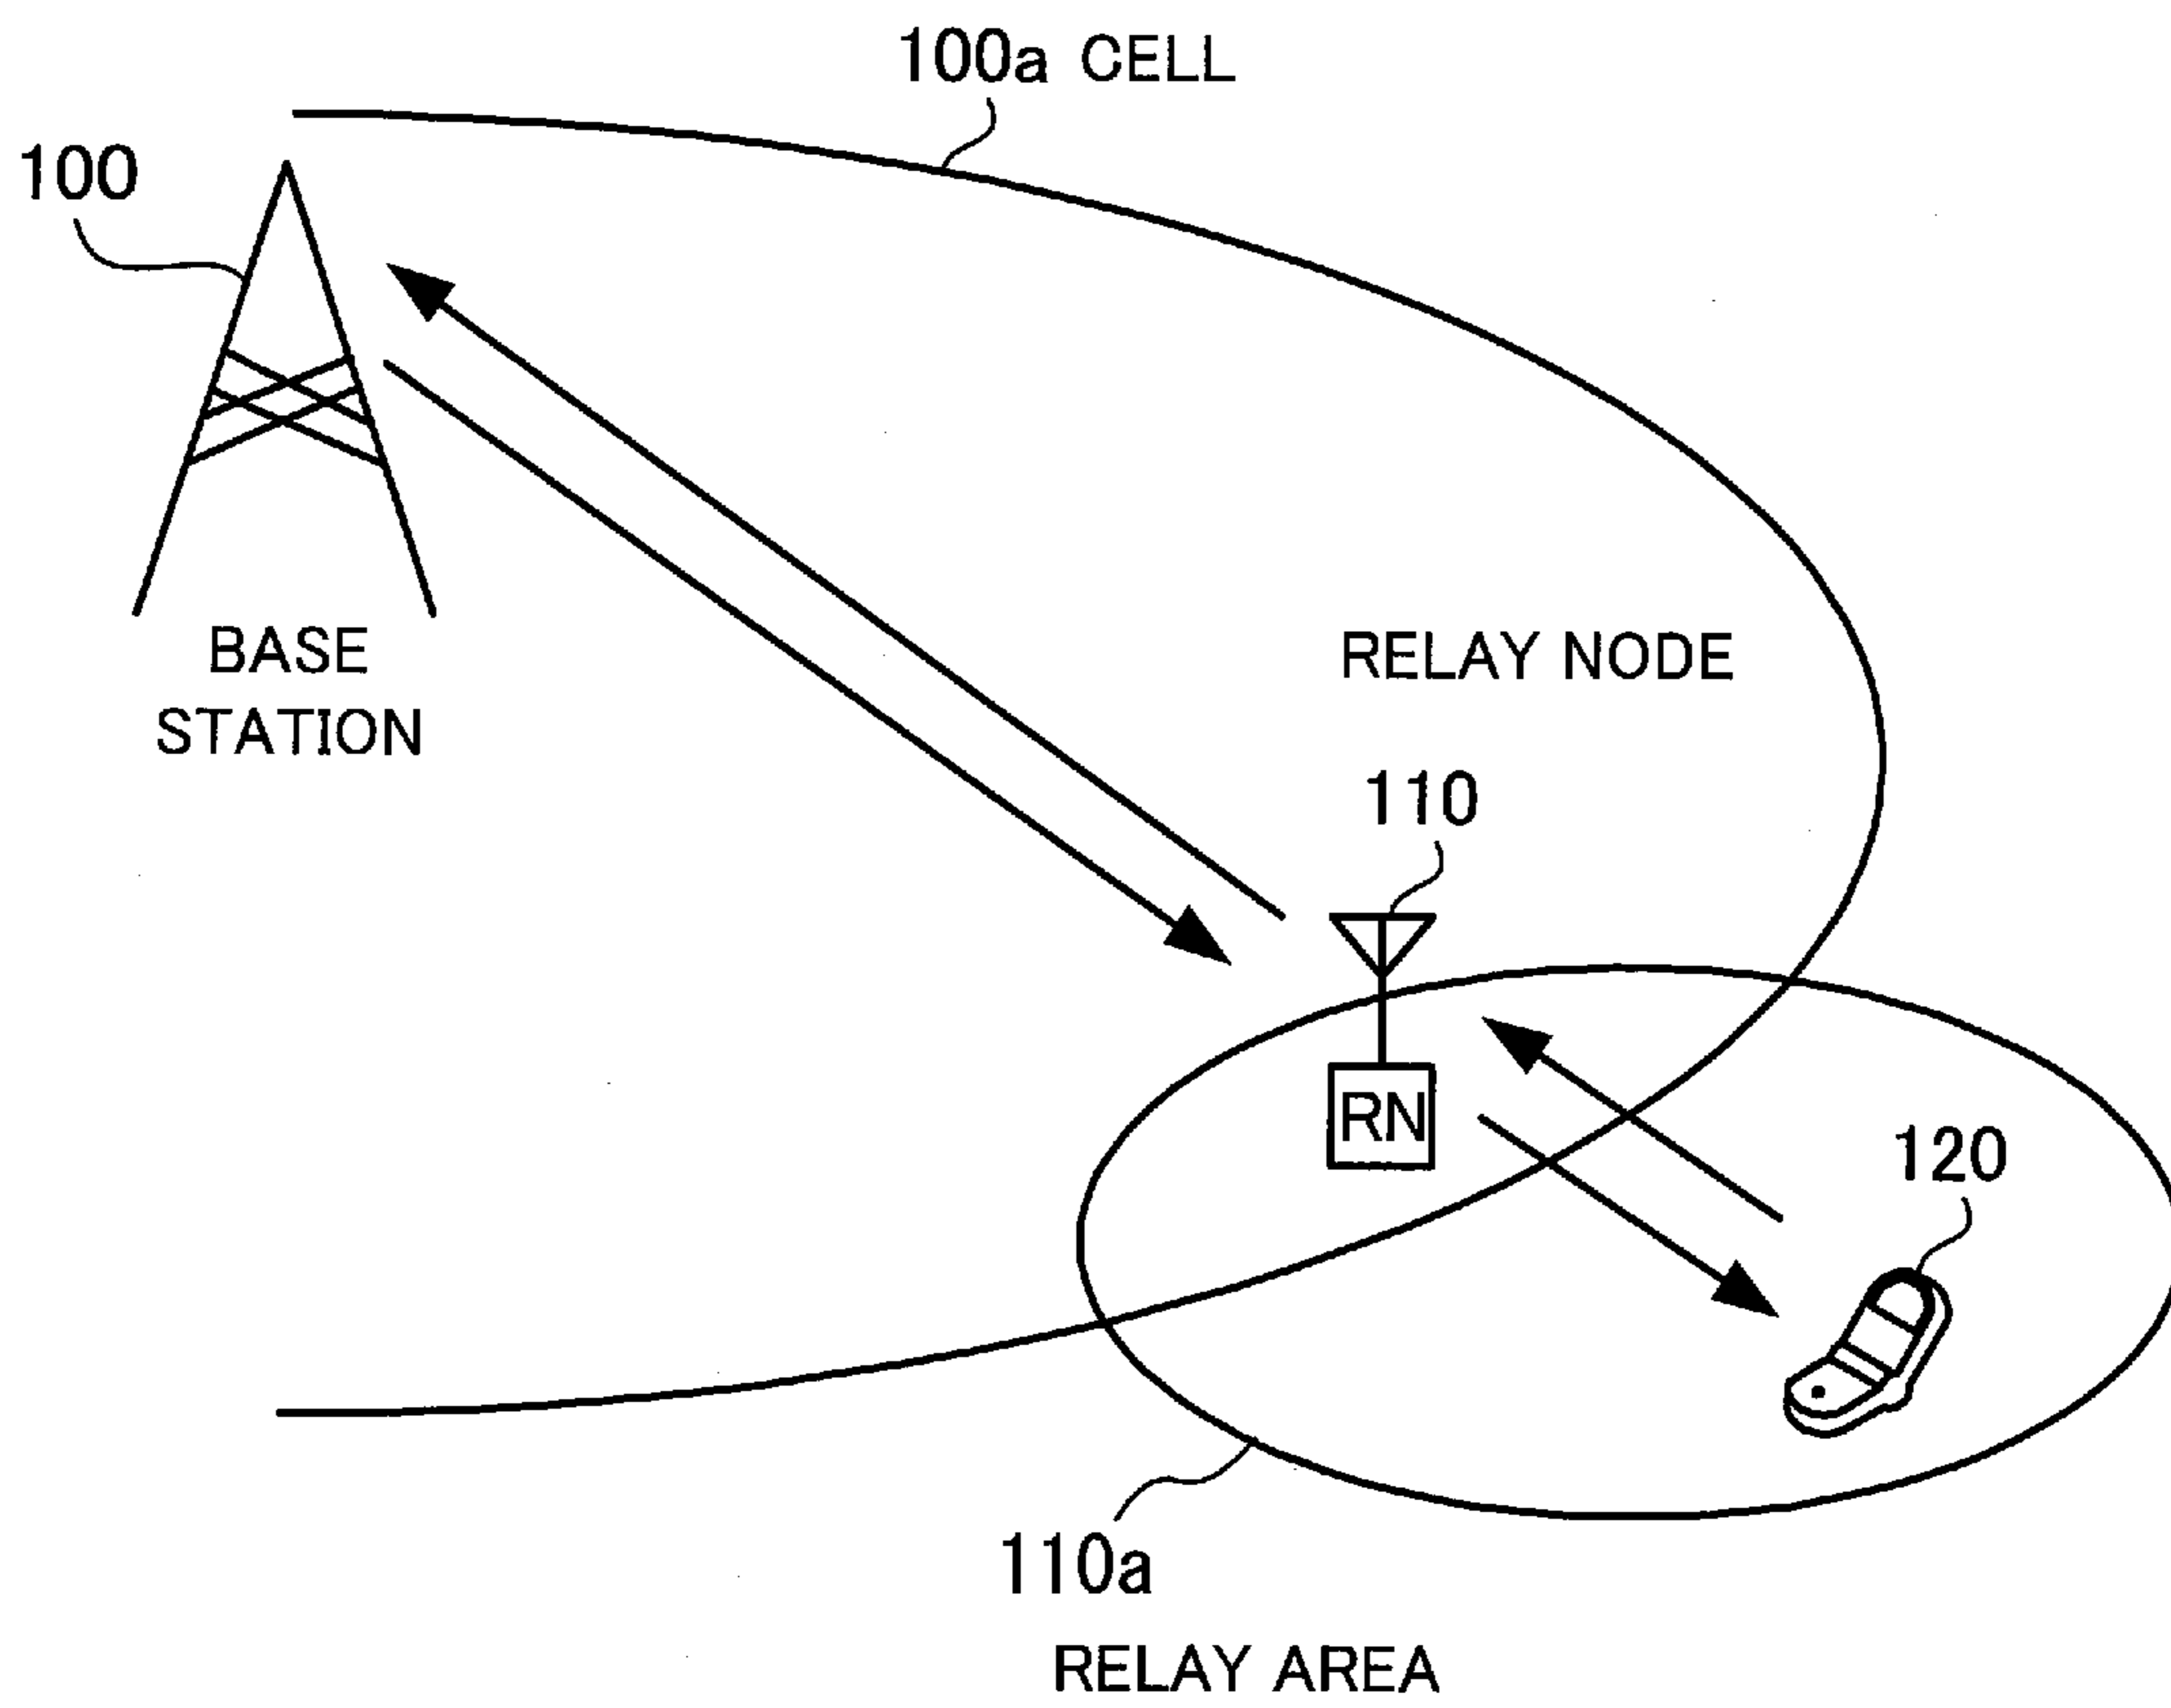 100a CELL
100
BASE
STATION
RELAY NODE
110
RN
120
110a
RELAY AREA